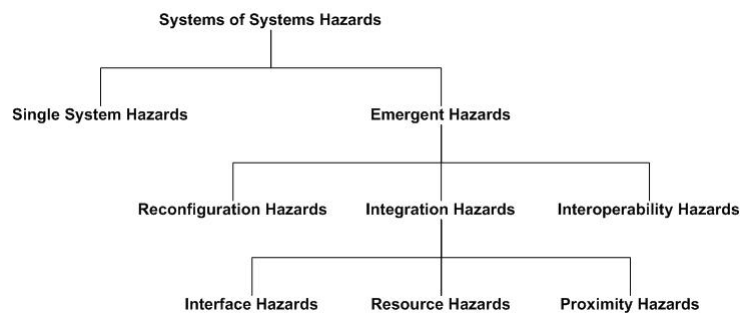 Systems of Systems Hazards
Single System Hazards
Emergent Hazards
Reconfiguration Hazards
Integration Hazards
Interoperability Hazards
Interface Hazards
Resource Hazards
Proximity Hazards